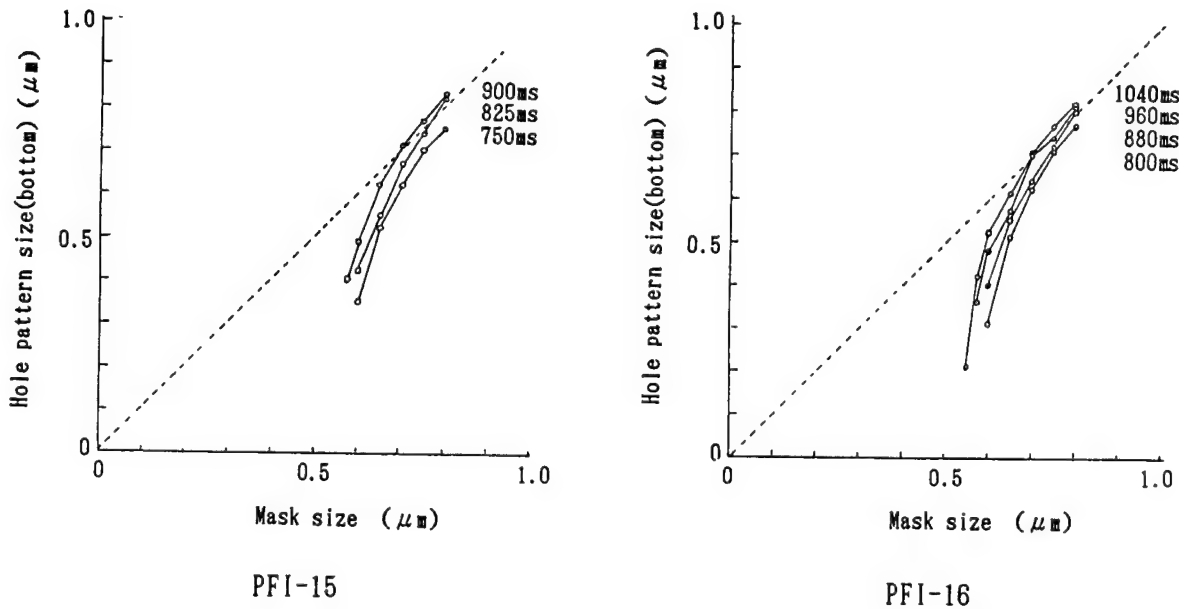 1.0
Hole pattern size(bottom) (μm)
0.5
0
900ms
825ms
750ms
0
0.5
1.0
Mask size (μm)
PFI-15
1.0
Hole pattern size(bottom) (μm)
0.5
0
1040ms
960ms
880ms
800ms
0
0.5
1.0
Mask size (μm)
PFI-16